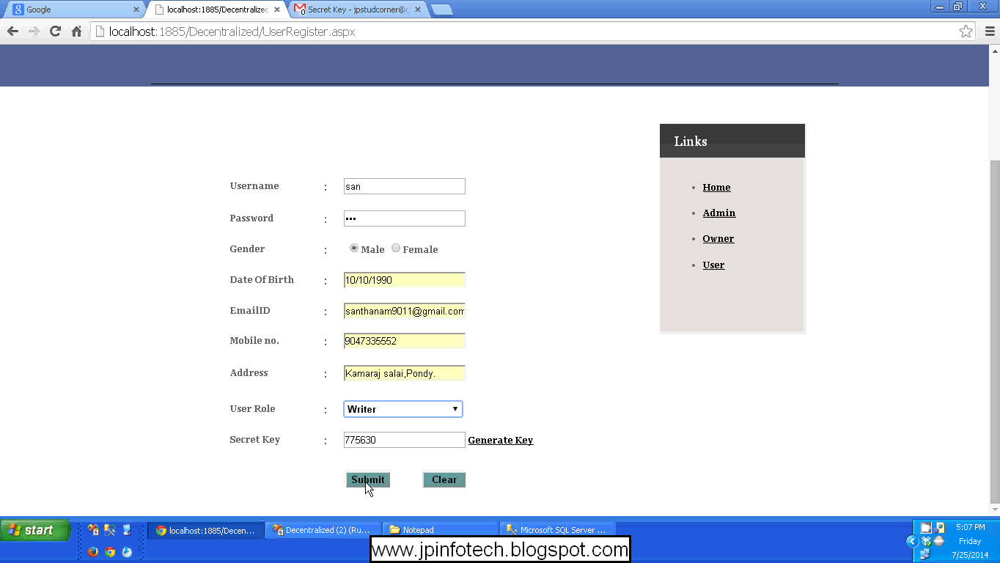 Google
localhost:1885/Decentralized
Secret Key - jpstudcorner@
localhost:1885/Decentralized/UserRegister.aspx
Links
Home
Admin
Owner
User
Username : san
Password : •••
Gender : Male Female
Date Of Birth : 10/10/1990
EmailID : santhanam9011@gmail.com
Mobile no. : 9047335552
Address : Kamaraj salai,Pondy.
User Role : Writer
Secret Key : 775630 Generate Key
Submit Clear
start
localhost:1885/Decen...
Decentralized (2) (Ru...
Notepad
Microsoft SQL Server ...
5:07 PM
Friday
7/25/2014
www.jpinfotech.blogspot.com